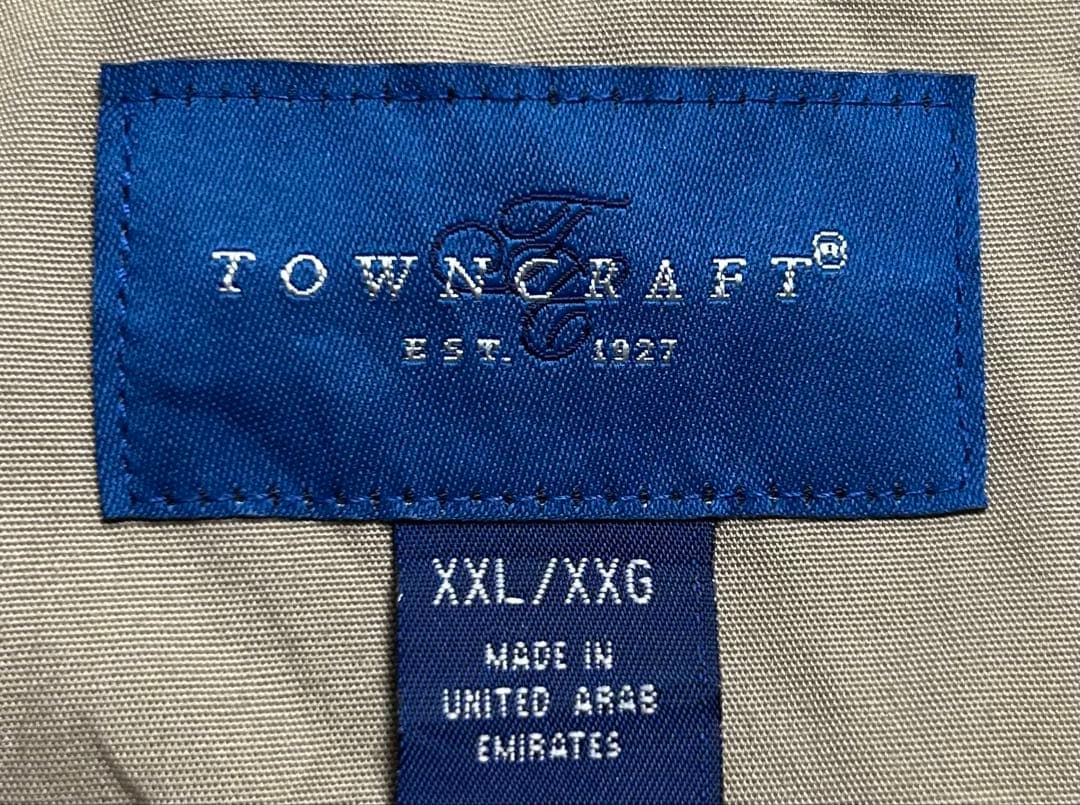 TOWNCRAFT®
EST. 1927
XXL/XXG
MADE IN
UNITED ARAB
EMIRATES